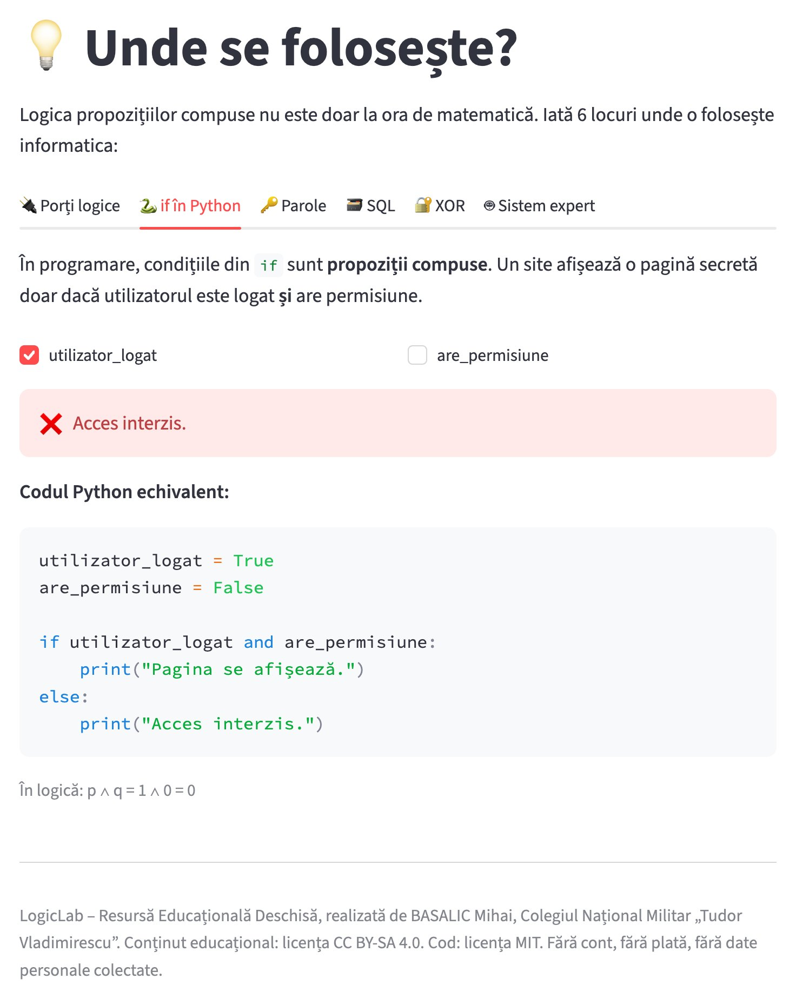 💡 Unde se folosește?
Logica propozițiilor compuse nu este doar la ora de matematică. Iată 6 locuri unde o folosește
informatica:
🔌 Porți logice 🐍 if în Python 🔑 Parole 🗃️ SQL 🔐 XOR Sistem expert
În programare, condițiile din if sunt propoziții compuse. Un site afișează o pagină secretă
doar dacă utilizatorul este logat și are permisiune.
utilizator_logat are_permisiune
❌ Acces interzis.
Codul Python echivalent:
utilizator_logat = True
are_permisiune = False
if utilizator_logat and are_permisiune:
    print("Pagina se afișează.")
else:
    print("Acces interzis.")
În logică: p ∧ q = 1 ∧ 0 = 0
LogicLab – Resursă Educațională Deschisă, realizată de BASALIC Mihai, Colegiul Național Militar „Tudor
Vladimirescu”. Conținut educațional: licența CC BY-SA 4.0. Cod: licența MIT. Fără cont, fără plată, fără date
personale colectate.